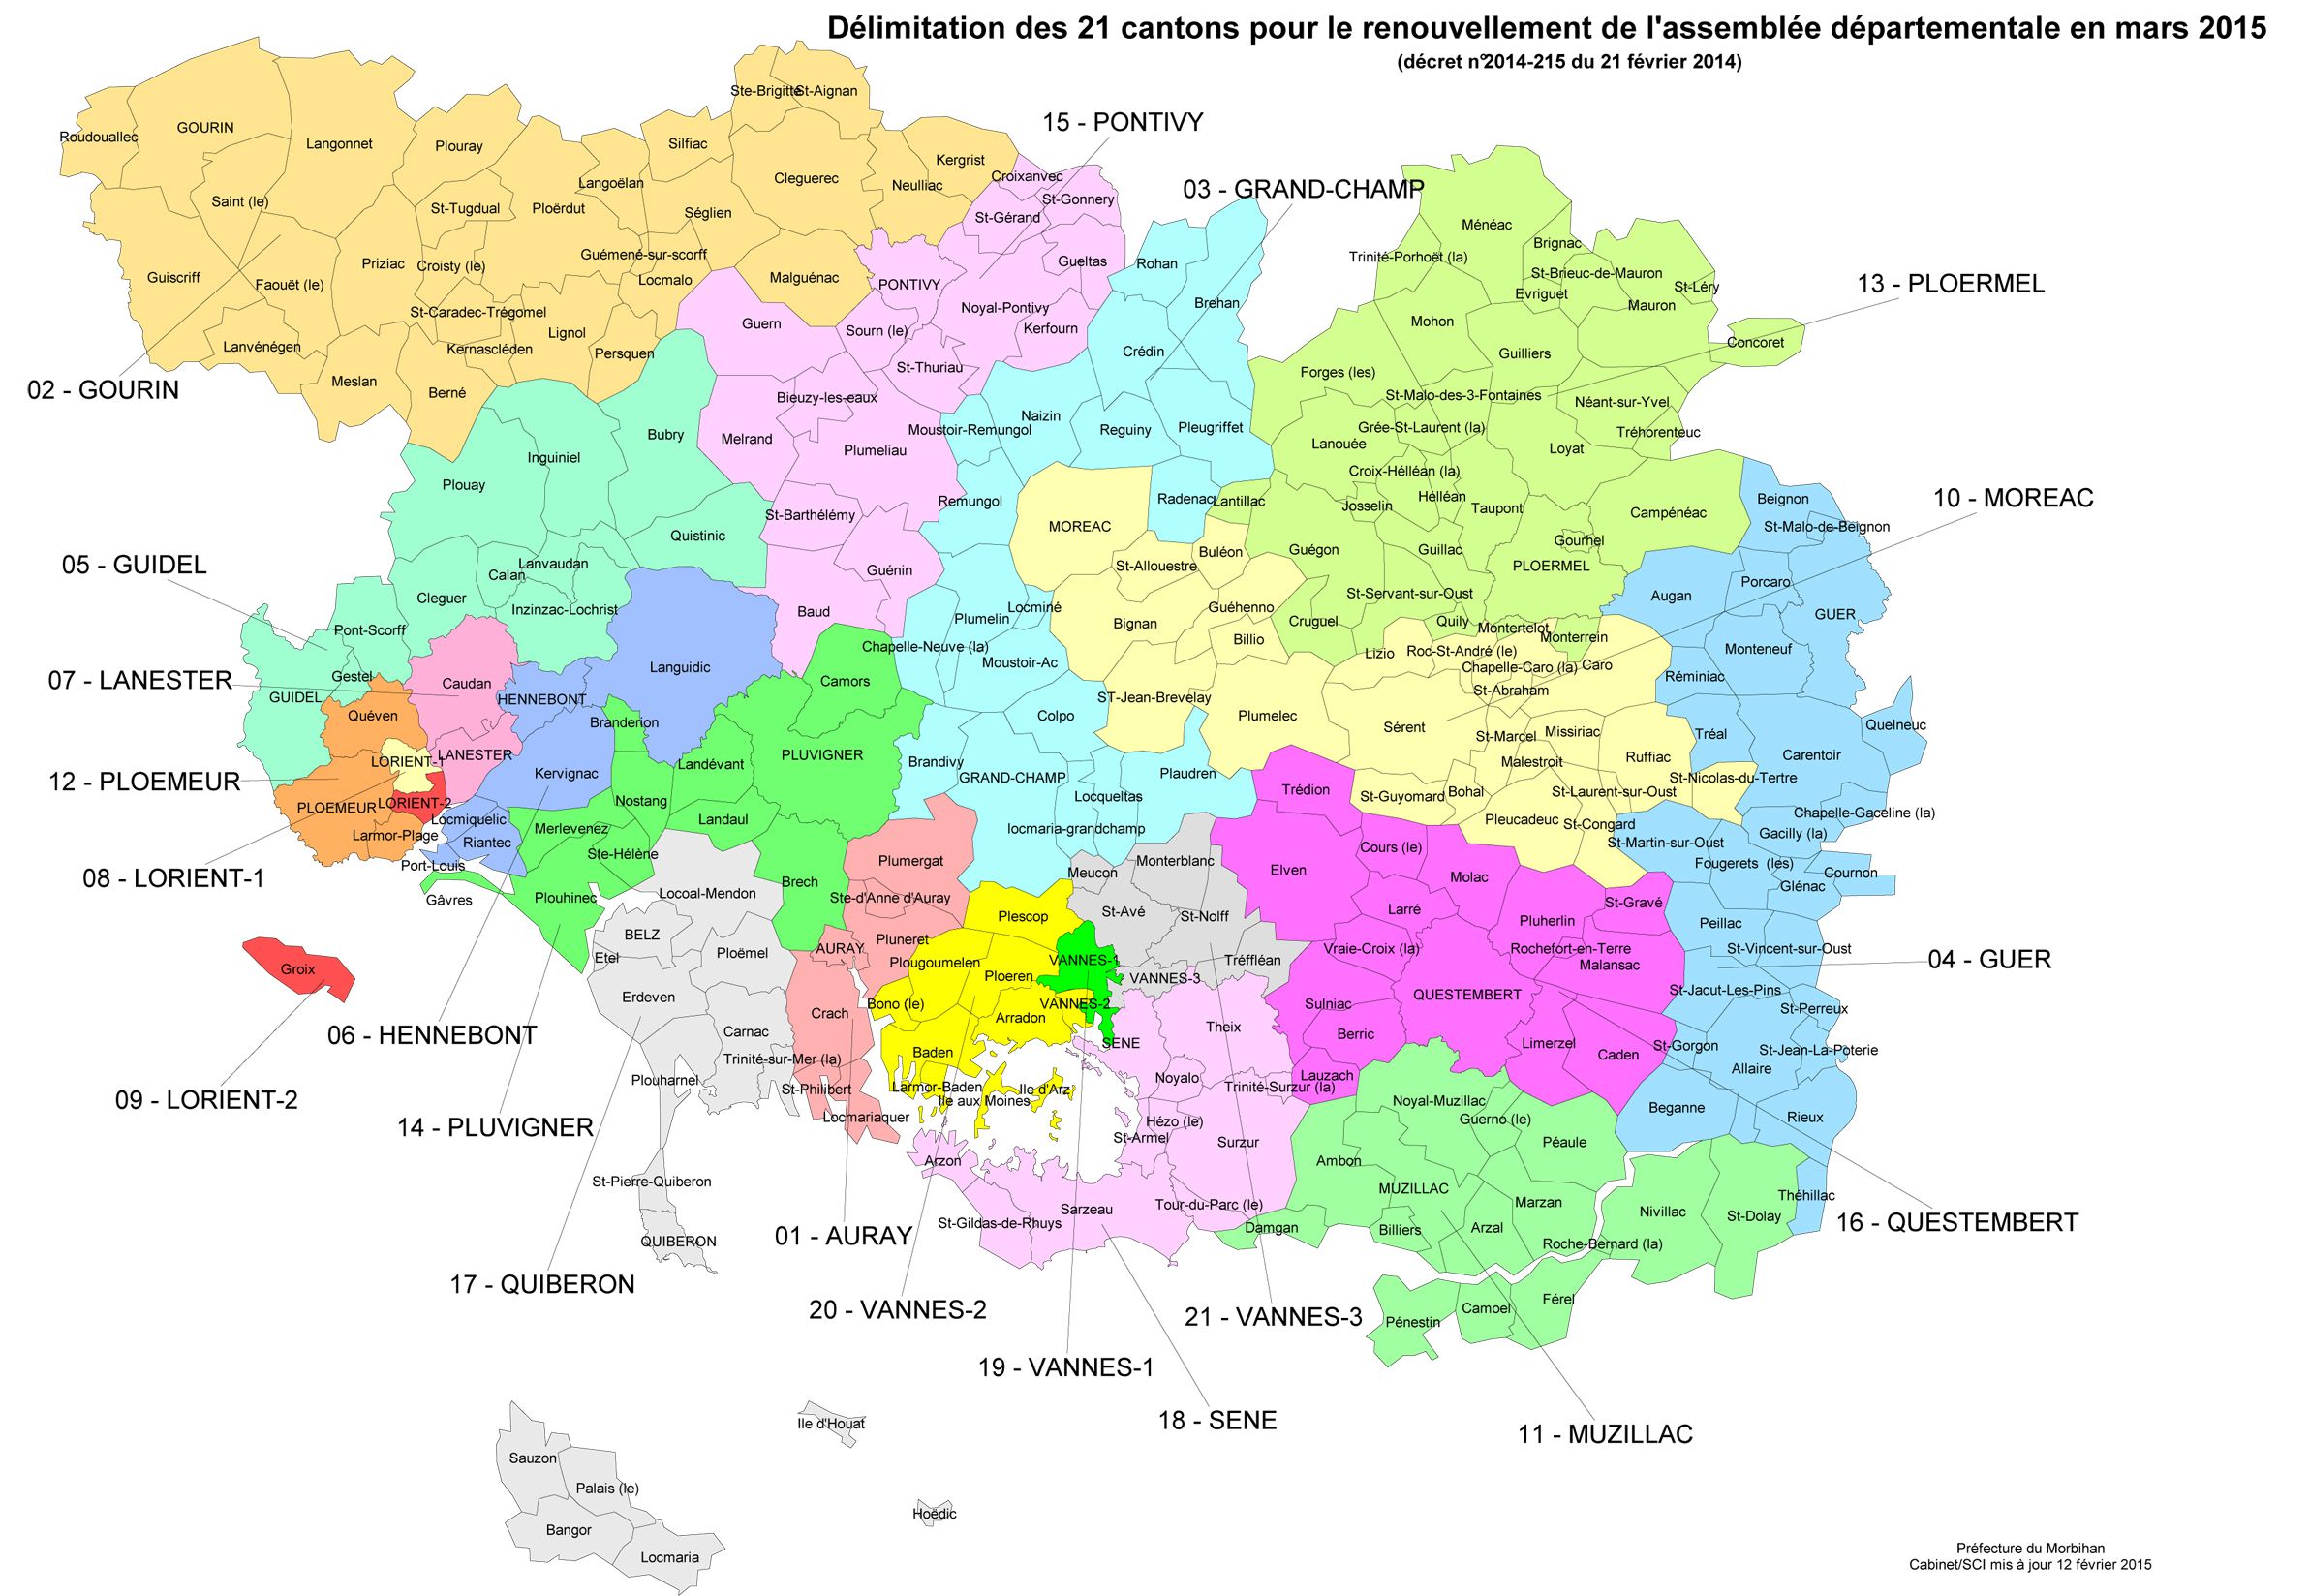 Délimitation des 21 cantons pour le renouvellement de l'assemblée départementale en mars 2015
(décret n°2014-215 du 21 février 2014)
Ste-Brigitte
St-Aignan
15 - PONTIVY
Roudouallec
GOURIN
Langonnet
Plouray
Silfiac
Kergrist
Langoëlan
Cleguerec
Neulliac
Croixanvec
St-Gonnery
03 - GRAND-CHAMP
Saint (le)
St-Tugdual
Ploërdut
Séglien
St-Gérand
Ménéac
Brignac
Guiscriff
Faouët (le)
Priziac
Croisty (le)
Guémené-sur-scorff
Locmalo
Malguénac
PONTIVY
Gueltas
Rohan
Trinité-Porhoët (la)
St-Brieuc-de-Mauron
St-Léry
13 - PLOERMEL
Evriguet
Mauron
St-Caradec-Trégomel
Lignol
Guern
Sourn (le)
Noyal-Pontivy
Kerfourn
Brehan
Mohon
Concoret
Lanvénégen
Kernascléden
Persquen
Crédin
Guilliers
02 - GOURIN
Meslan
Berné
St-Thuriau
Forges (les)
Bieuzy-les-eaux
St-Malo-des-3-Fontaines
Néant-sur-Yvel
Bubry
Melrand
Plumeliau
Moustoir-Remungol
Naizin
Reguiny
Pleugriffet
Grée-St-Laurent (la)
Lanouée
Tréhorenteuc
Loyat
Inguiniel
Plouay
Croix-Hélléan (la)
Hélléan
Remungol
Radenac
Lantillac
Josselin
Taupont
Beignon
10 - MOREAC
St-Barthélémy
MOREAC
Campénéac
St-Malo-de-Beignon
Quistinic
Guégon
Guillac
Gourhel
05 - GUIDEL
Calan
Lanvaudan
Guénin
St-Allouestre
Buléon
PLOERMEL
Porcaro
Cleguer
Inzinzac-Lochrist
Baud
Plumelin
Locminé
Guéhenno
St-Servant-sur-Oust
Augan
GUER
Pont-Scorff
Bignan
Cruguel
Quily
Montertelot
Monterrein
Chapelle-Neuve (la)
Billio
Lizio
Roc-St-André (le)
Monteneuf
Languidic
Moustoir-Ac
Chapelle-Caro (la)
Caro
07 - LANESTER
Gestel
Caudan
Camors
St-Abraham
Réminiac
GUIDEL
HENNEBONT
ST-Jean-Brevelay
Quéven
Branderion
Colpo
Plumelec
Sérent
St-Marcel
Missiriac
Tréal
Quelneuc
LANESTER
PLUVIGNER
Carentoir
LORIENT-1
Kervignac
Landévant
Brandivy
GRAND-CHAMP
Plaudren
Malestroit
Ruffiac
12 - PLOEMEUR
St-Nicolas-du-Tertre
PLOEMEUR
LORIENT-2
Nostang
Locqueltas
Trédion
St-Guyomard
Bohal
St-Laurent-sur-Oust
Locmiquelic
Landaul
Pleucadeuc
St-Congard
Chapelle-Gaceline (la)
Larmor-Plage
Riantec
Merlevenez
locmaria-grandchamp
Gacilly (la)
St-Martin-sur-Oust
Ste-Hélène
Plumergat
Meucon
Monterblanc
Cours (le)
Port-Louis
Elven
Molac
Fougerets (les)
Cournon
08 - LORIENT-1
Glénac
Gâvres
Plouhinec
Locoal-Mendon
Brech
Ste-d'Anne d'Auray
Plescop
St-Avé
St-Nolff
Larré
St-Gravé
Pluherlin
Peillac
BELZ
AURAY
Pluneret
Vraie-Croix (la)
Rochefort-en-Terre
St-Vincent-sur-Oust
Etel
Ploëmel
Plougoumelen
VANNES-1
Tréffléan
Malansac
04 - GUER
Groix
Ploeren
VANNES-3
Erdeven
Bono (le)
VANNES-2
Sulniac
QUESTEMBERT
St-Jacut-Les-Pins
St-Perreux
Crach
Arradon
Theix
06 - HENNEBONT
Carnac
SENE
Berric
Limerzel
St-Gorgon
St-Jean-La-Poterie
Baden
Caden
Trinité-sur-Mer (la)
Allaire
Plouharnel
St-Philibert
Larmor-Baden
Ile d'Arz
Noyalo
Trinité-Surzur (la)
Lauzach
09 - LORIENT-2
Ile aux Moines
Noyal-Muzillac
Beganne
Rieux
Locmariaquer
Hézo (le)
Guerno (le)
14 - PLUVIGNER
St-Armel
Surzur
Péaule
Arzon
Ambon
St-Pierre-Quiberon
MUZILLAC
Marzan
Théhillac
Sarzeau
Tour-du-Parc (le)
Nivillac
St-Dolay
16 - QUESTEMBERT
St-Gildas-de-Rhuys
Damgan
Billiers
Arzal
01 - AURAY
QUIBERON
Roche-Bernard (la)
17 - QUIBERON
20 - VANNES-2
21 - VANNES-3
Camoel
Férel
Pénestin
19 - VANNES-1
18 - SENE
11 - MUZILLAC
Ile d'Houat
Sauzon
Palais (le)
Hoëdic
Bangor
Locmaria
Préfecture du Morbihan
Cabinet/SCI mis à jour 12 février 2015